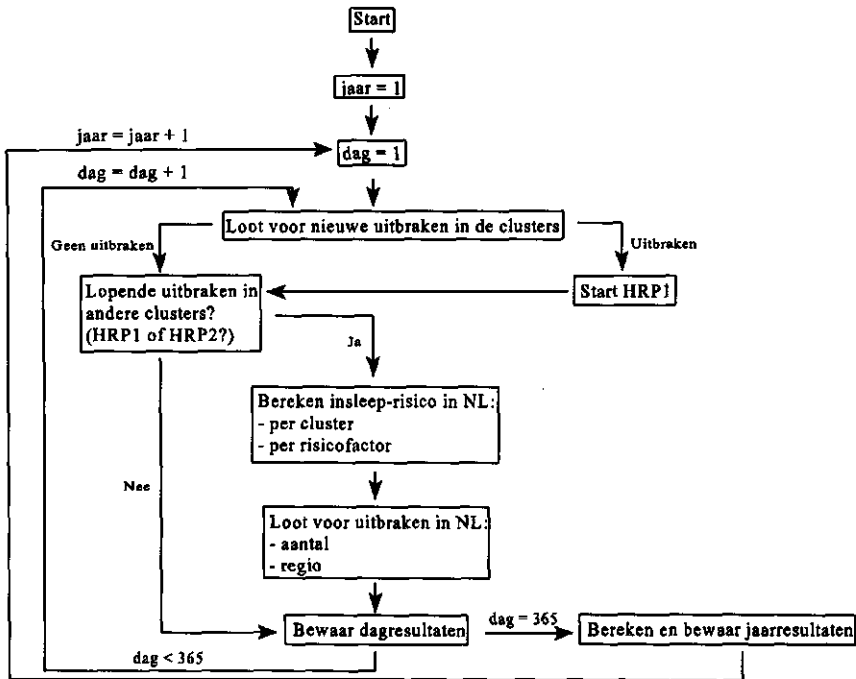 Start
jaar = 1
jaar = jaar + 1
dag = 1
dag = dag + 1
Loot voor nieuwe uitbraken in de clusters
Geen uitbraken
Uitbraken
Lopende uitbraken in
andere clusters?
(HRP1 of HRP2?)
Start HRP1
Ja
Bereken insleep-risico in NL:
- per cluster
- per risicofactor
Nee
Loot voor uitbraken in NL:
- aantal
- regio
Bewaar dagresultaten
dag = 365
Bereken en bewaar jaarresultaten
dag < 365